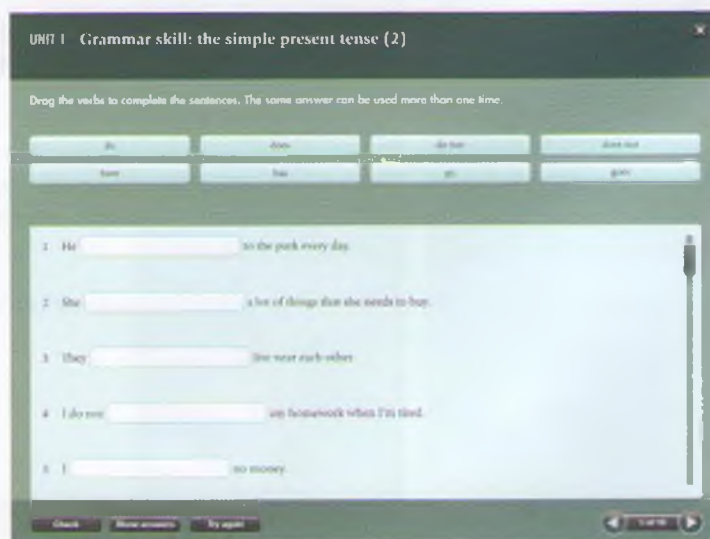 UNIT 1 Grammar skill: the simple present tense (2)
Drag the verbs to complete the sentences. The same answer can be used more than one time.
do does do not does not
have has go goes
1 He to the park every day.
2 She a lot of things that she needs to buy.
3 They live near each other.
4 I do not my homework when I'm tired.
5 I no money.
Check Show answers Try again